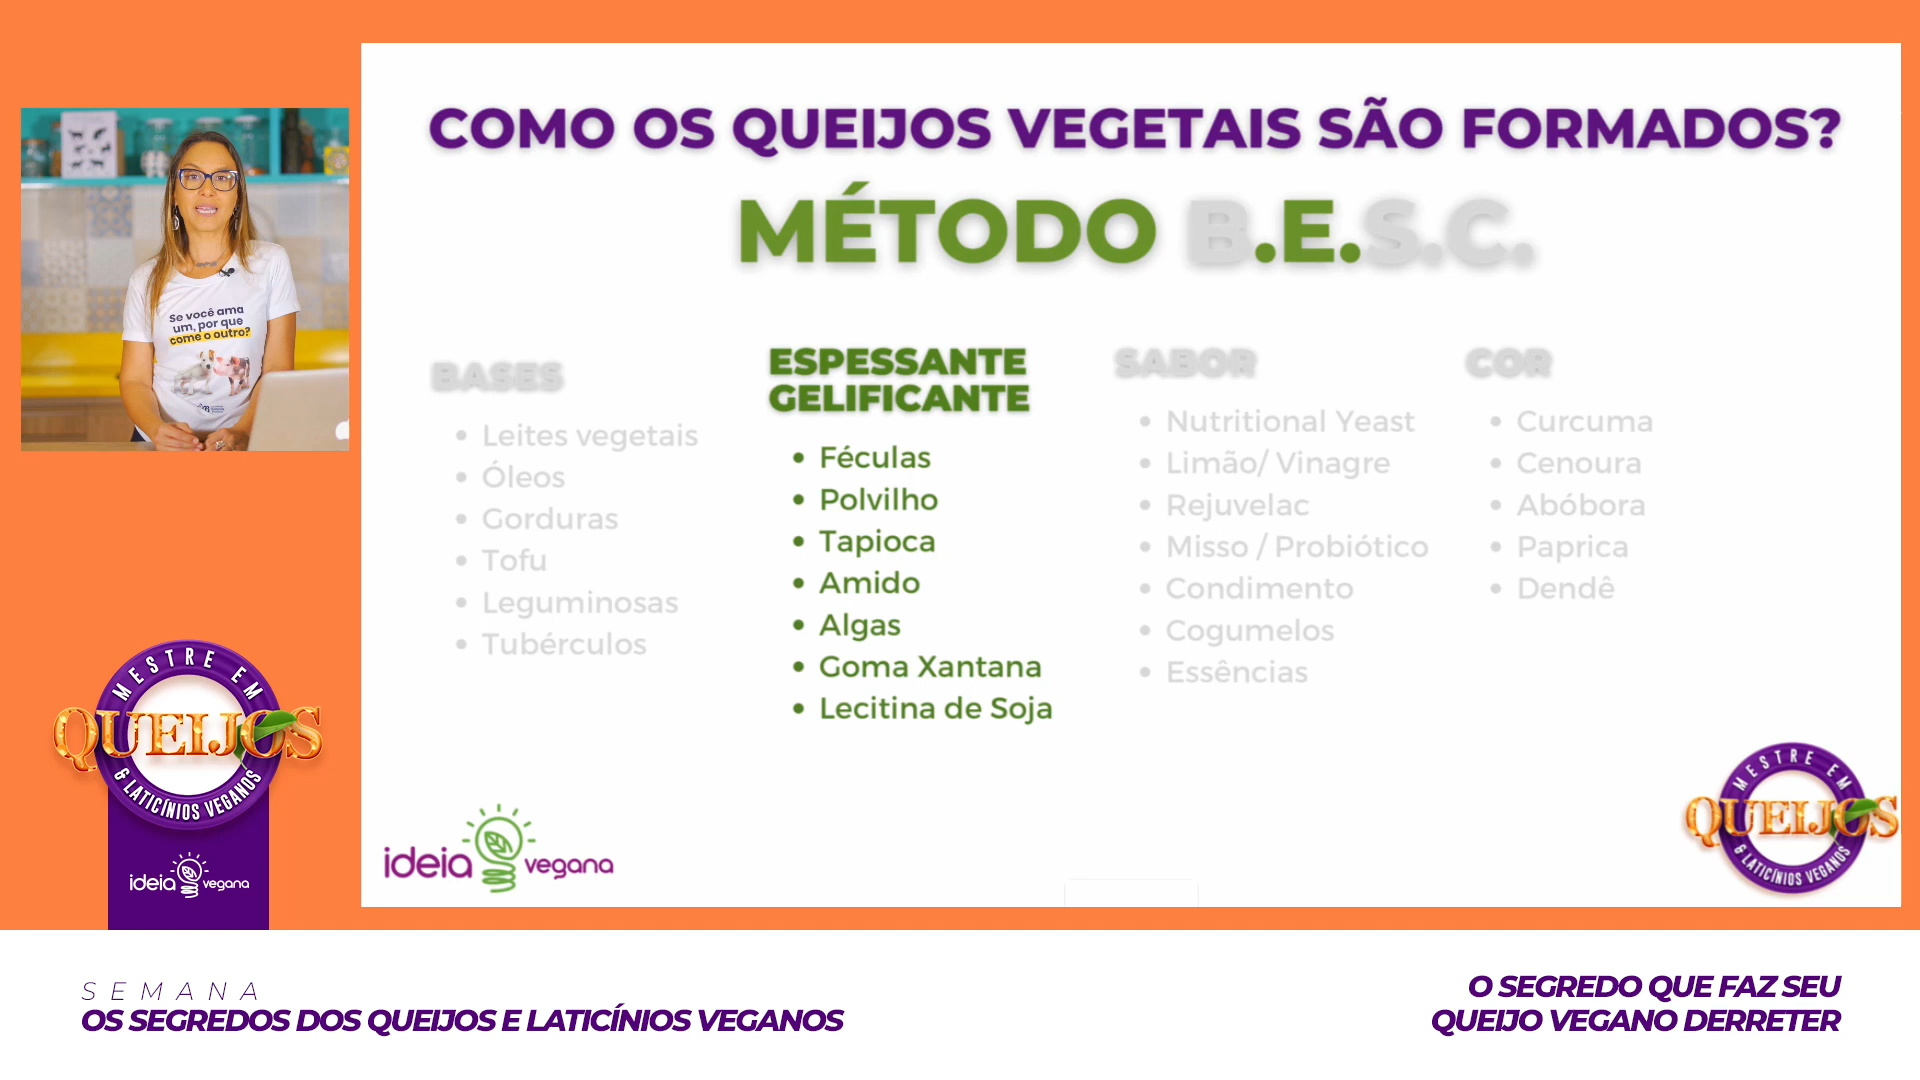 COMO OS QUEIJOS VEGETAIS SÃO FORMADOS?
MÉTODO B.E.S.C.
BASES
• Leites vegetais
• Óleos
• Gorduras
• Tofu
• Leguminosas
• Tubérculos
ESPESSANTE
GELIFICANTE
• Féculas
• Polvilho
• Tapioca
• Amido
• Algas
• Goma Xantana
• Lecitina de Soja
SABOR
• Nutritional Yeast
• Limão/ Vinagre
• Rejuvelac
• Misso / Probiótico
• Condimento
• Cogumelos
• Essências
COR
• Curcuma
• Cenoura
• Abóbora
• Paprica
• Dendê
Se você ama
um, por que
come o outro?
MESTRE EM
QUEIJOS
& LATICÍNIOS VEGANOS
ideia vegana
ideia vegana
MESTRE EM
QUEIJOS
& LATICÍNIOS VEGANOS
SEMANA
OS SEGREDOS DOS QUEIJOS E LATICÍNIOS VEGANOS
O SEGREDO QUE FAZ SEU
QUEIJO VEGANO DERRETER